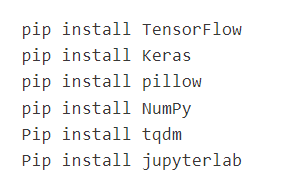 pip install TensorFlow
pip install Keras
pip install pillow
pip install NumPy
Pip install tqdm
Pip install jupyterlab